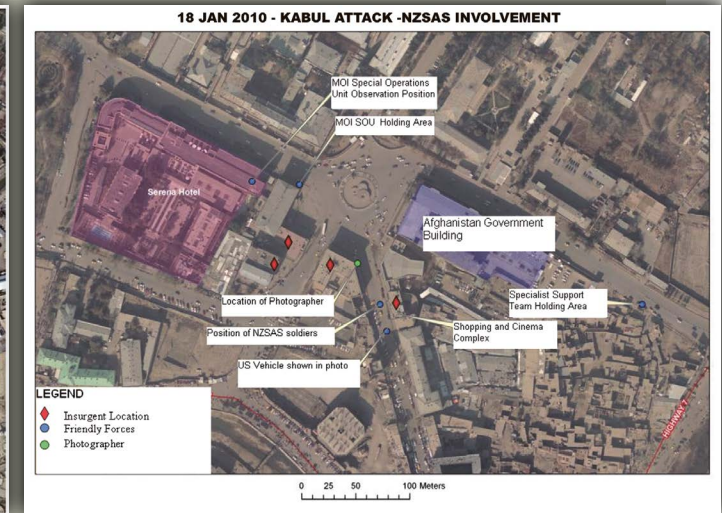 18 JAN 2010 - KABUL ATTACK -NZSAS INVOLVEMENT
MOI Special Operations
Unit Observation Position
MOI SOU Holding Area
Serena Hotel
Afghanistan Government
Building
Location of Photographer
Specialist Support
Team Holding Area
Position of NZSAS soldiers
Shopping and Cinema
Complex
US Vehicle shown in photo
HIGHWAY 7
LEGEND
Insurgent Location
Friendly Forces
Photographer
0 25 50 100 Meters